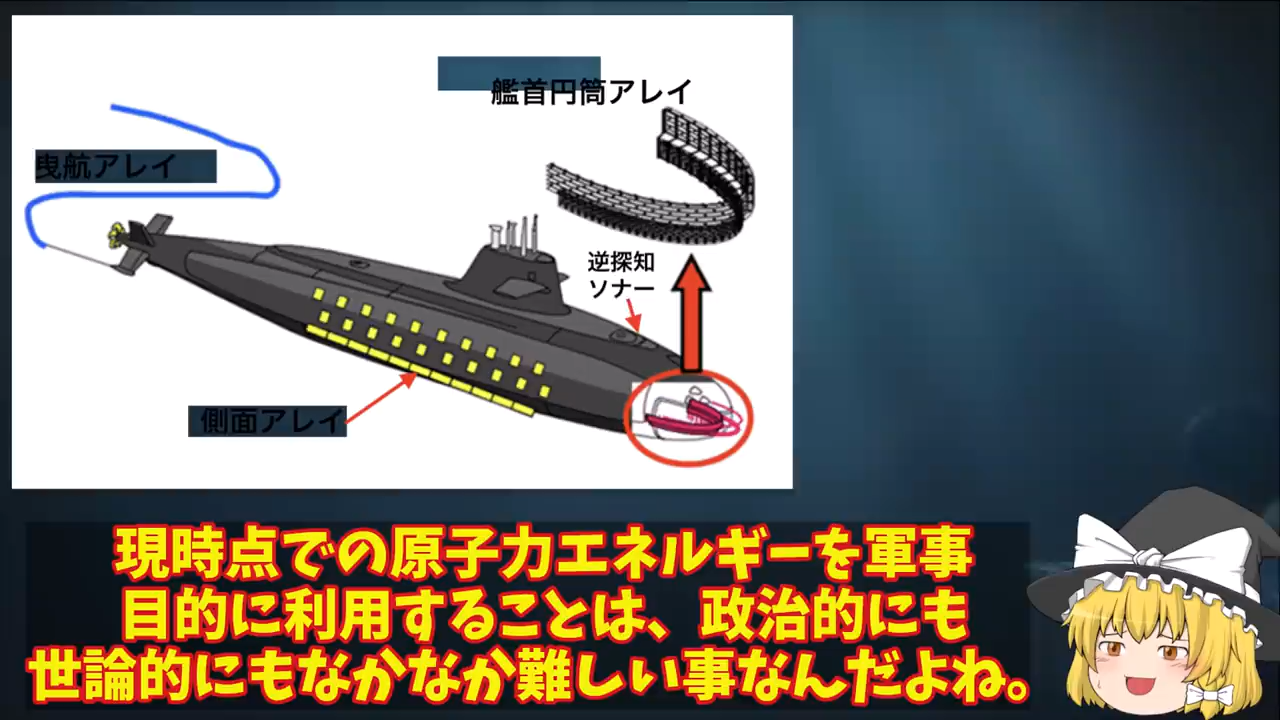 艦首円筒アレイ
曳航アレイ
逆探知
ソナー
側面アレイ
現時点での原子力エネルギーを軍事
目的に利用することは、政治的にも
世論的にもなかなか難しい事なんだよね。